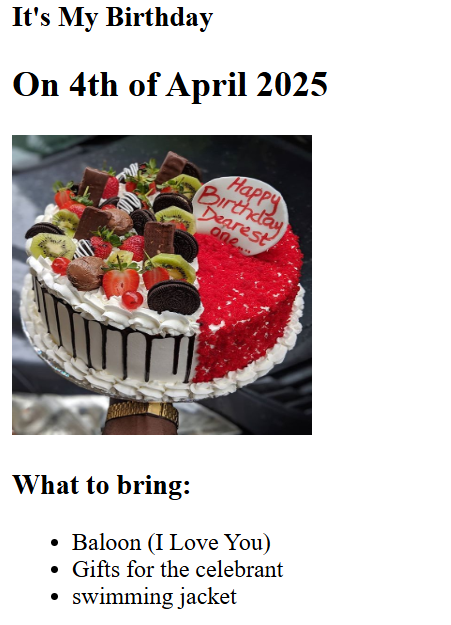 It's My Birthday
On 4th of April 2025
Happy
Birthday
Dearest
one...
What to bring:
Baloon (I Love You)
Gifts for the celebrant
swimming jacket